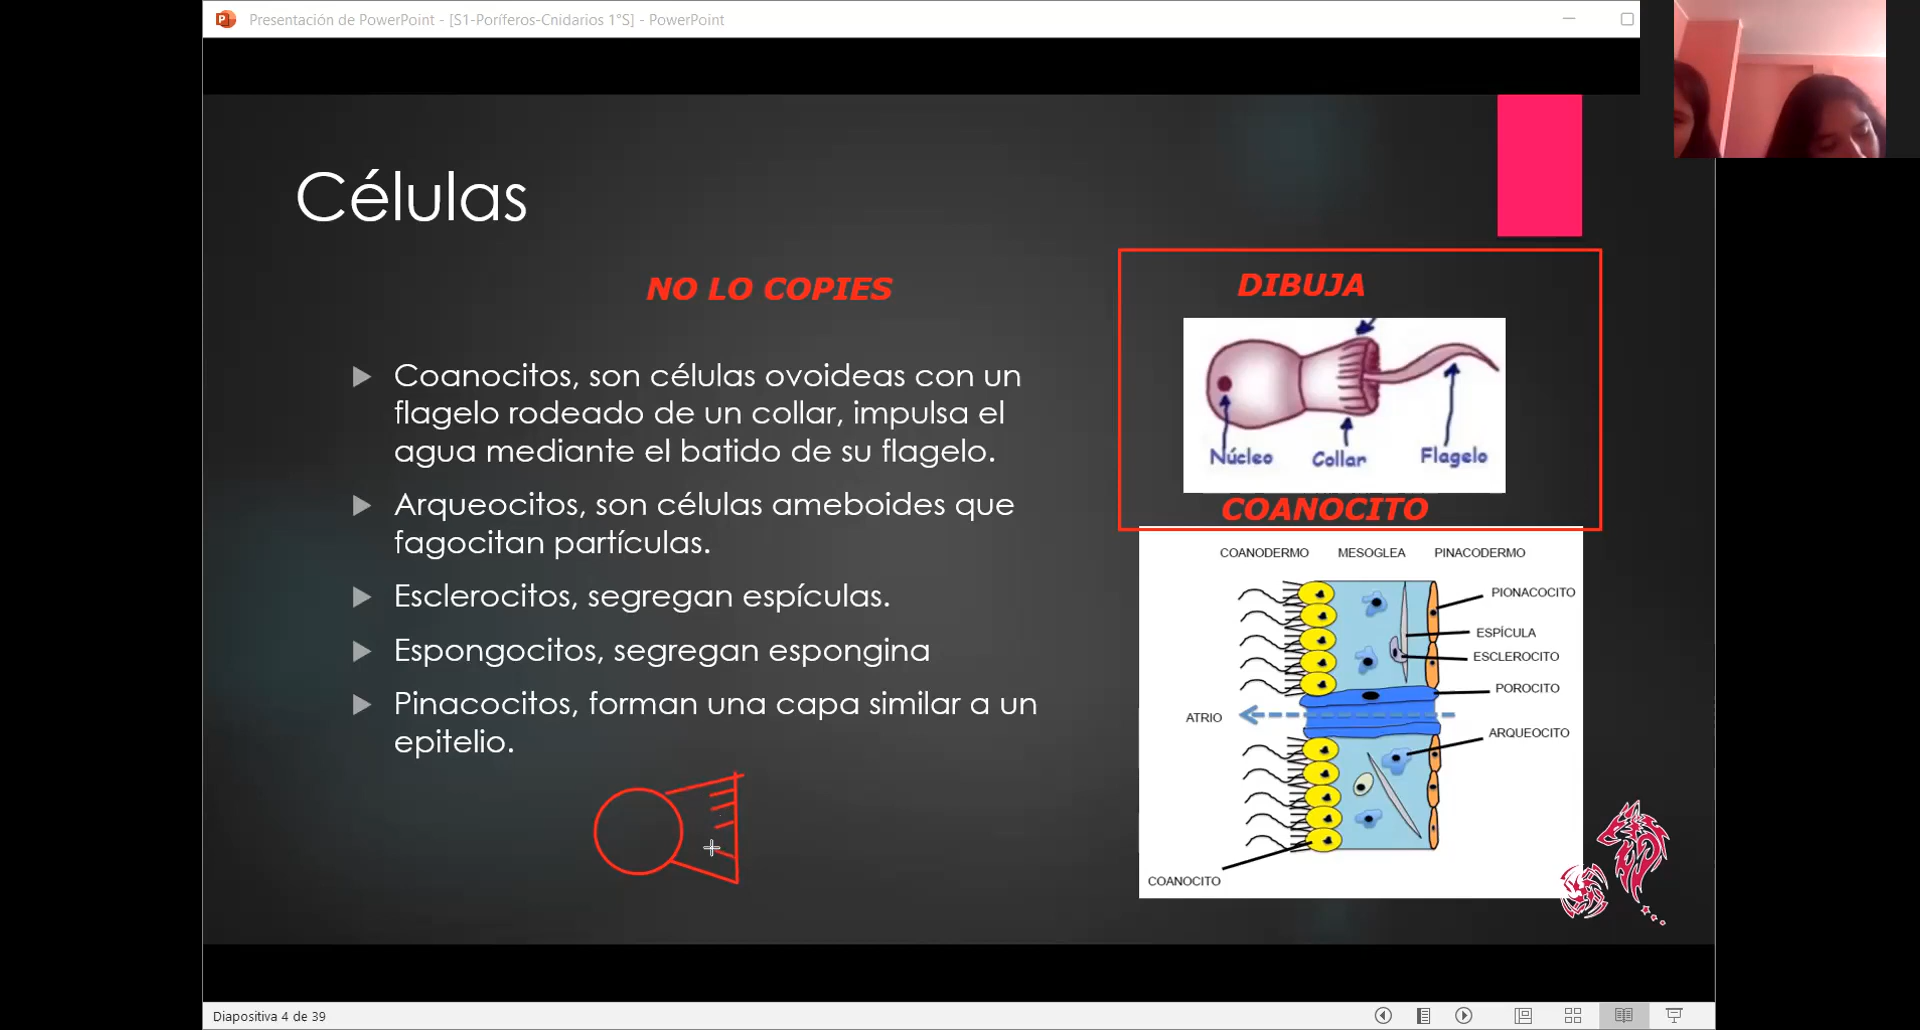 Presentación de PowerPoint - [S1-Poríferos-Cnidarios 1°S] - PowerPoint
Células
NO LO COPIES
Coanocitos, son células ovoideas con un
flagelo rodeado de un collar, impulsa el
agua mediante el batido de su flagelo.
Arqueocitos, son células ameboides que
fagocitan partículas.
Esclerocitos, segregan espículas.
Espongocitos, segregan espongina
Pinacocitos, forman una capa similar a un
epitelio.
DIBUJA
Núcleo Collar Flagelo
COANOCITO
COANODERMO MESOGLEA PINACODERMO
PIONACOCITO
ESPÍCULA
ESCLEROCITO
POROCITO
ATRIO
ARQUEOCITO
COANOCITO
Diapositiva 4 de 39